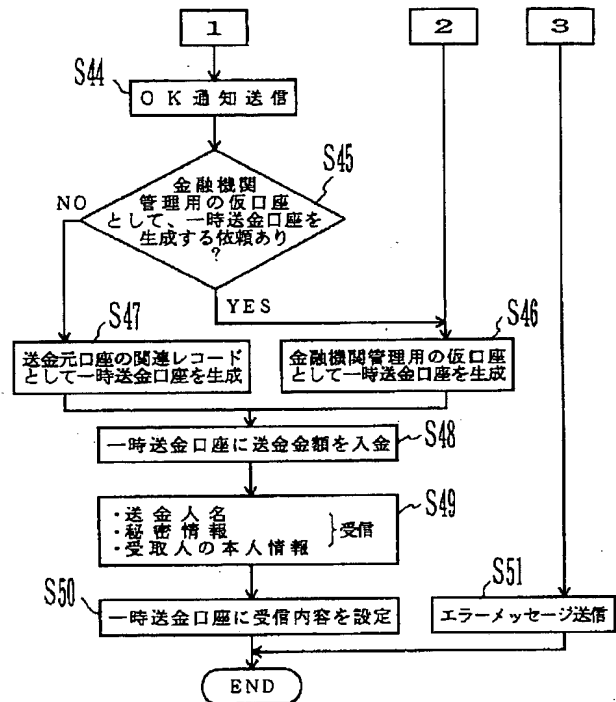 1
2
3
S44
OK通知送信
S45
金融機関
管理用の仮口座
として、一時送金口座を
生成する依頼あり
?
NO
YES
S47
S46
送金元口座の関連レコード
として一時送金口座を生成
金融機関管理用の仮口座
として一時送金口座を生成
S48
一時送金口座に送金金額を入金
S49
・送金人名
・秘密情報
・受取人の本人情報
}受信
S50
S51
一時送金口座に受信内容を設定
エラーメッセージ送信
END